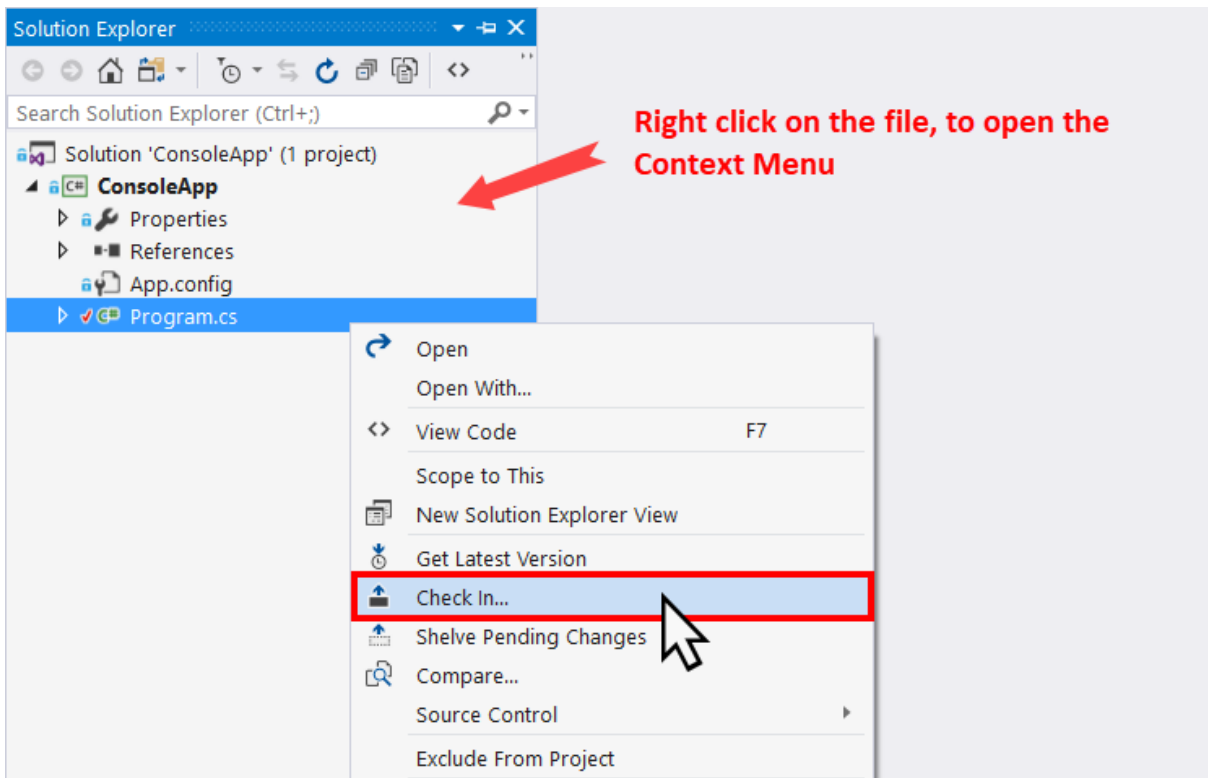 Solution Explorer
Search Solution Explorer (Ctrl+;)
Right click on the file, to open the
Context Menu
Solution 'ConsoleApp' (1 project)
C# ConsoleApp
Properties
References
App.config
C# Program.cs
Open
Open With...
View Code F7
Scope to This
New Solution Explorer View
Get Latest Version
Check In...
Shelve Pending Changes
Compare...
Source Control
Exclude From Project